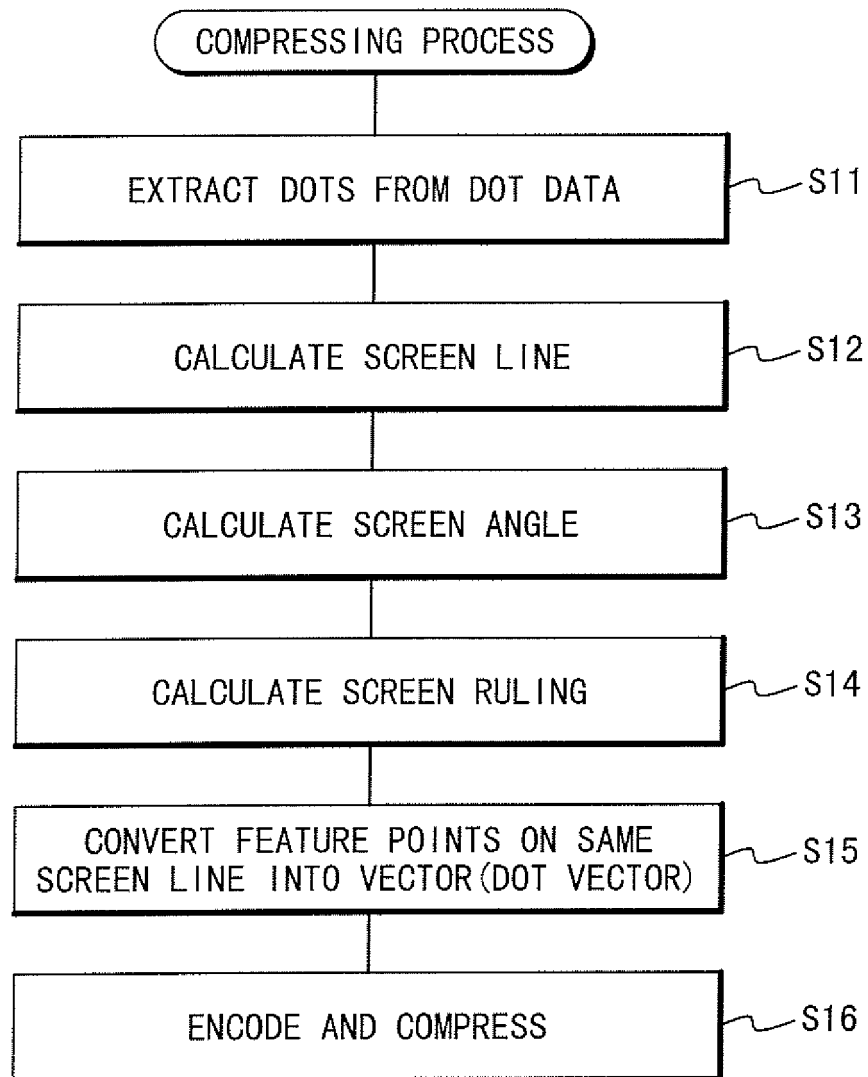 COMPRESSING PROCESS
EXTRACT DOTS FROM DOT DATA
S11
CALCULATE SCREEN LINE
S12
CALCULATE SCREEN ANGLE
S13
CALCULATE SCREEN RULING
S14
CONVERT FEATURE POINTS ON SAME
SCREEN LINE INTO VECTOR(DOT VECTOR)
S15
ENCODE AND COMPRESS
S16